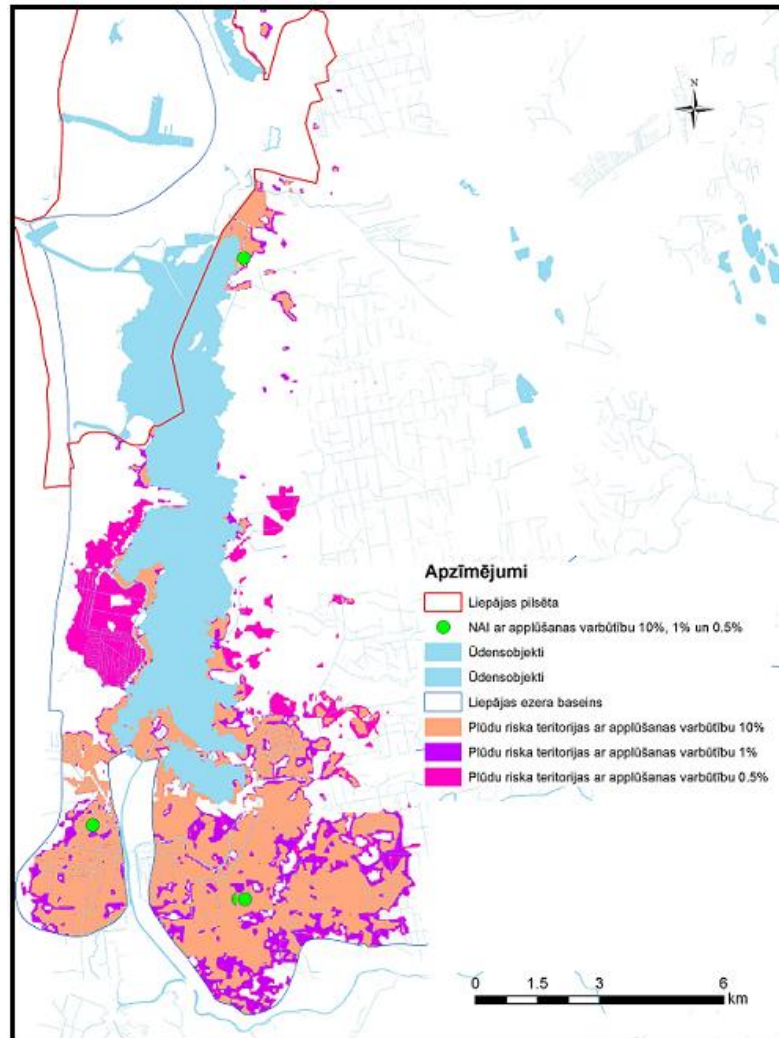 N
Apzīmējumi
Liepājas pilsēta
NAI ar applūšanas varbūtību 10%, 1% un 0.5%
Ūdensobjekti
Ūdensobjekti
Liepājas ezera baseins
Plūdu riska teritorijas ar applūšanas varbūtību 10%
Plūdu riska teritorijas ar applūšanas varbūtību 1%
Plūdu riska teritorijas ar applūšanas varbūtību 0.5%
0 1.5 3 6
km